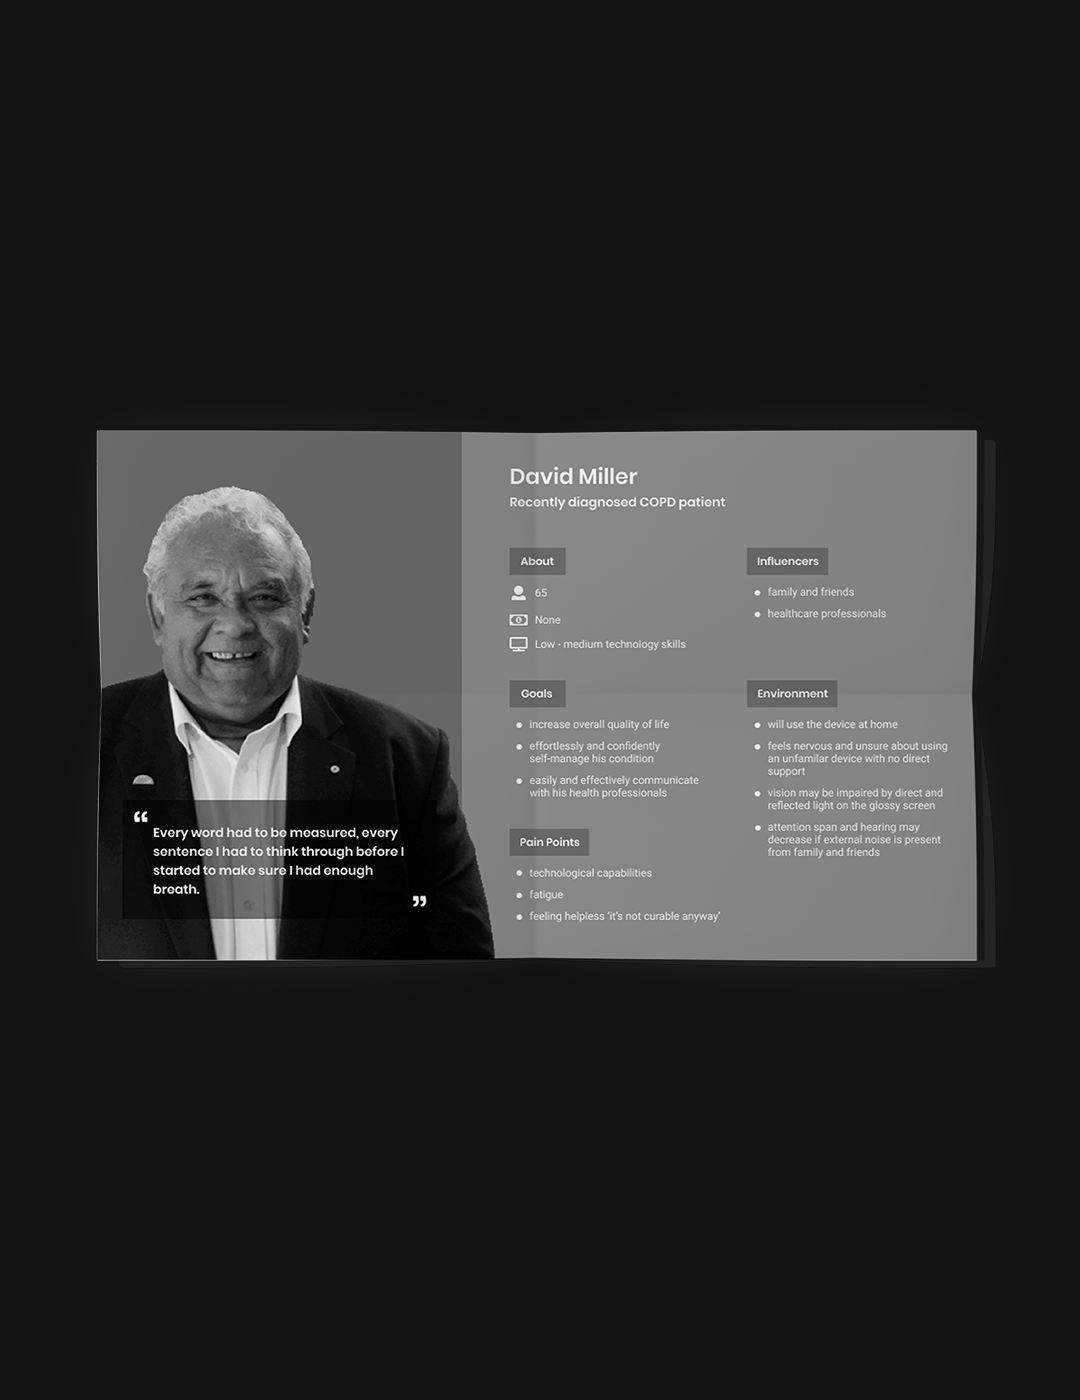 David Miller
Recently diagnosed COPD patient
About
65
None
Low - medium technology skills
Goals
increase overall quality of life
effortlessly and confidently
self-manage his condition
easily and effectively communicate
with his health professionals
Pain Points
technological capabilities
fatigue
feeling helpless ‘it’s not curable anyway’
Influencers
family and friends
healthcare professionals
Environment
will use the device at home
feels nervous and unsure about using
an unfamilar device with no direct
support
vision may be impaired by direct and
reflected light on the glossy screen
attention span and hearing may
decrease if external noise is present
from family and friends
“
Every word had to be measured, every
sentence I had to think through before I
started to make sure I had enough
breath.
”